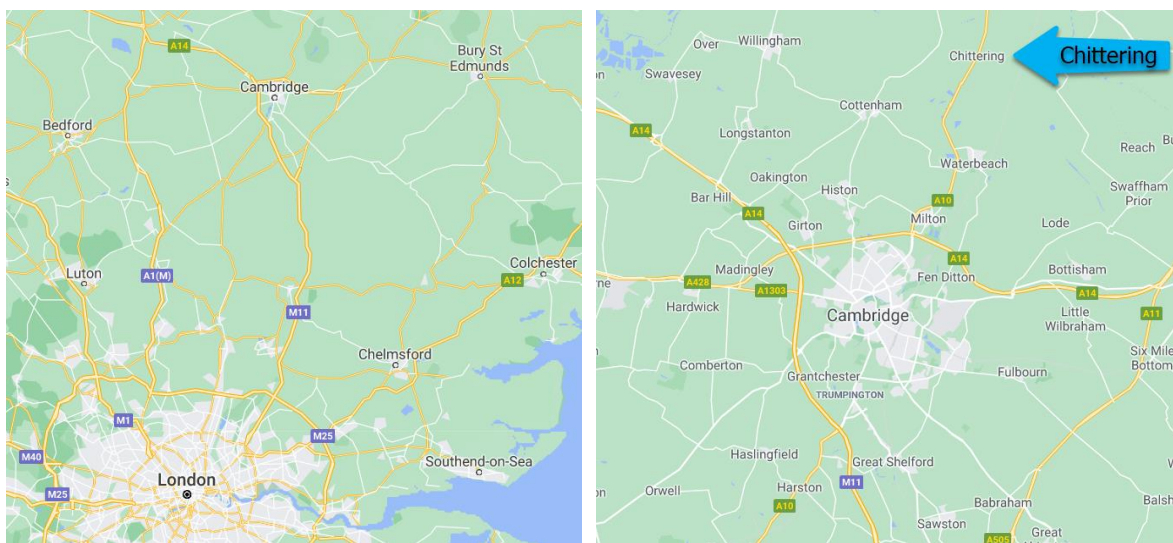 A14
Bury St
Edmunds
Cambridge
Bedford
Luton
A1(M)
Colchester
A12
M11
Chelmsford
M1
M25
M40
Southend-on-Sea
London
M25
Over
Willingham
Chittering
Chittering
Swavesey
Cottenham
A14
Longstanton
Waterbeach
Reach
Oakington
Histon
Swaffham
Prior
Bar Hill
A10
A14
Girton
Milton
Lode
A14
Madingley
Fen Ditton
Bottisham
A428
A1303
A14
Hardwick
Cambridge
Little
Wilbraham
A11
Six Mile
Bottom
Comberton
Grantchester
Fulbourn
TRUMPINGTON
Haslingfield
Great Shelford
Orwell
Harston
M11
Babraham
A10
Sawston
Great
A505